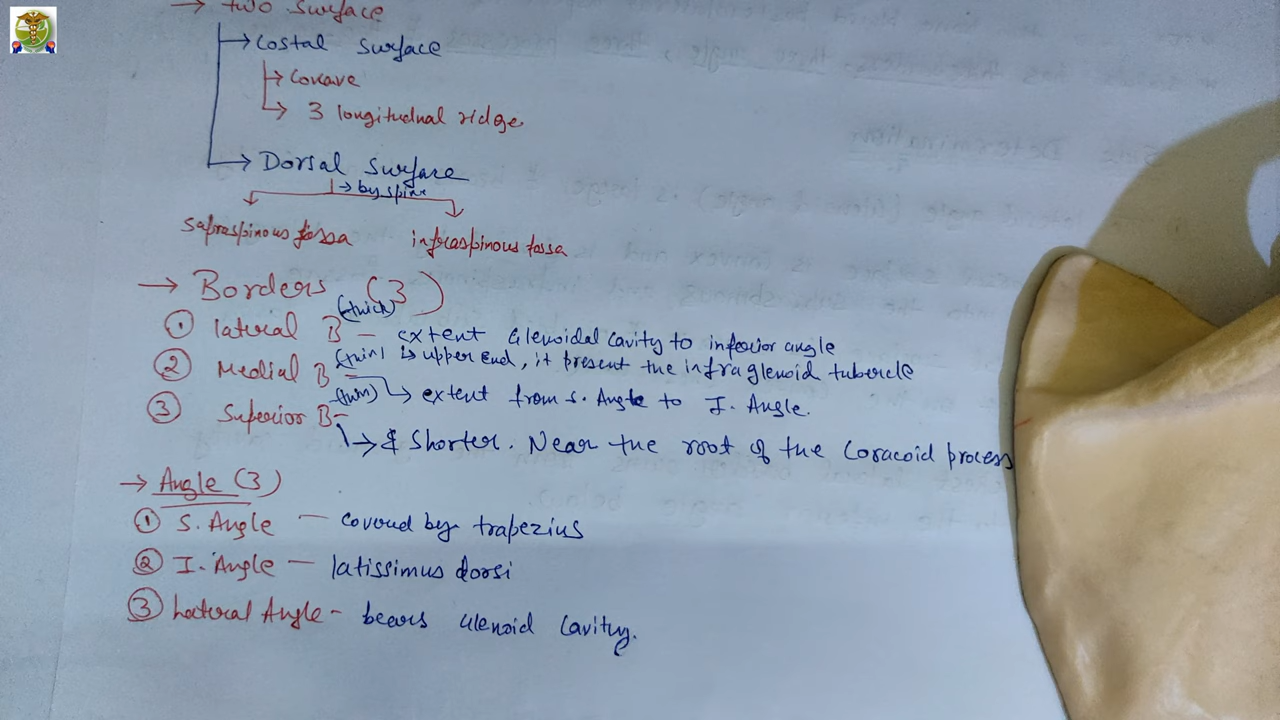 → two surface
→ Costal surface
→ Concave
→ 3 longitudnal ridge
→ Dorsal surface
→ by spine
supraspinous fossa infraspinous fossa
→ Borders (3)
① lateral B (thick) – extent Glenoidal cavity to inferior angle
↳ upper end, it present the infraglenoid tubercle
② Medial B (thin) ↳ extent from S. Angle to I. Angle.
③ Superior B – (thin)
→ Shorter. Near the root of the Coracoid process
→ Angle (3)
① S. Angle – coverd by trapezius
② I. Angle – latissimus dorsi
③ Lateral Angle – bears Glenoid Cavity.